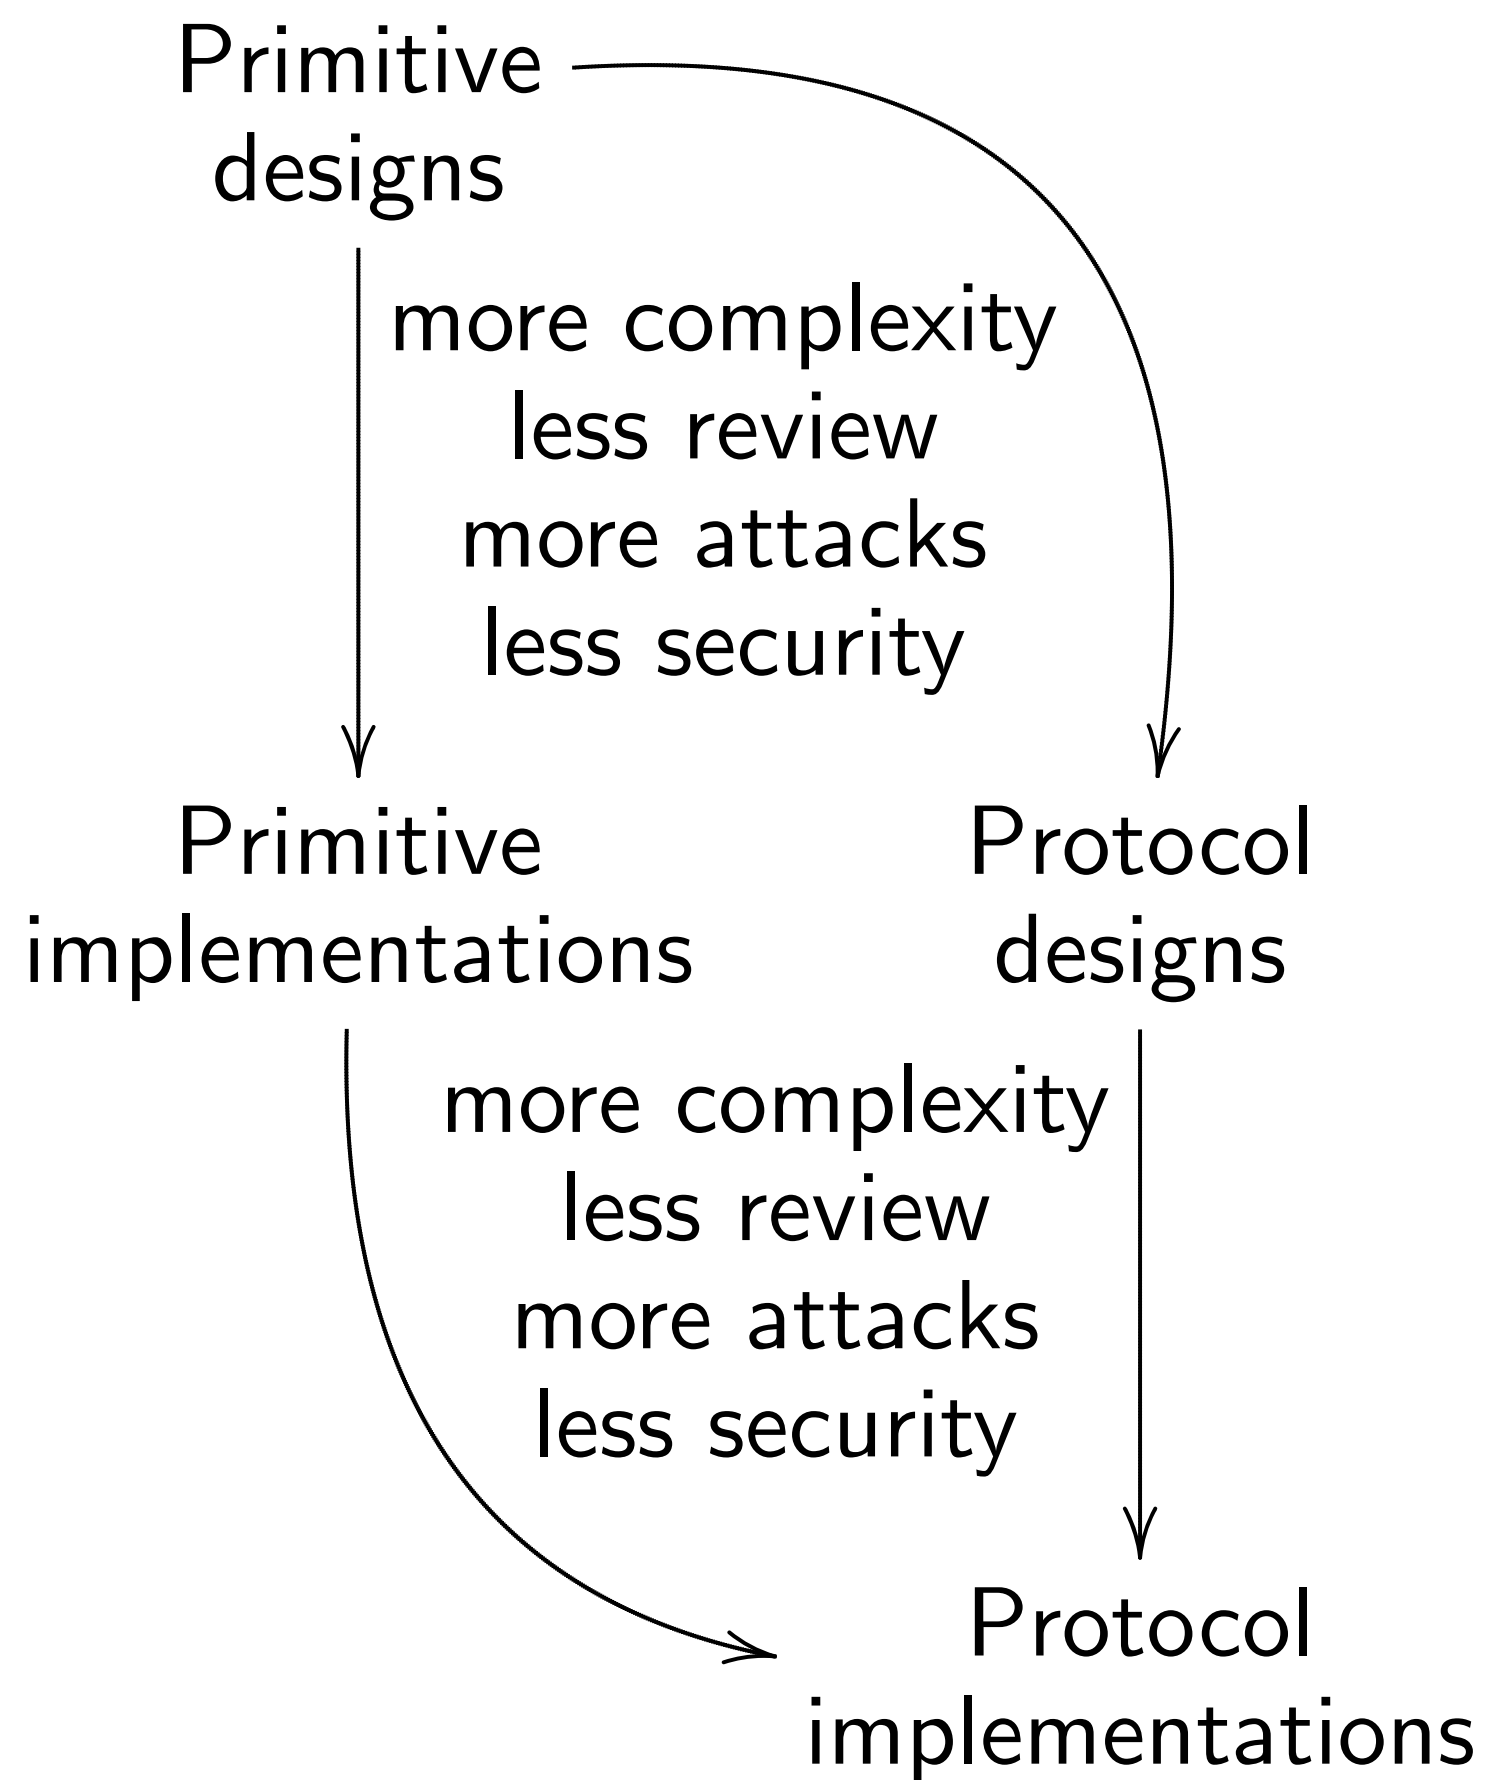 Primitive
designs
more complexity
less review
more attacks
less security
Primitive
implementations
Protocol
designs
more complexity
less review
more attacks
less security
Protocol
implementations